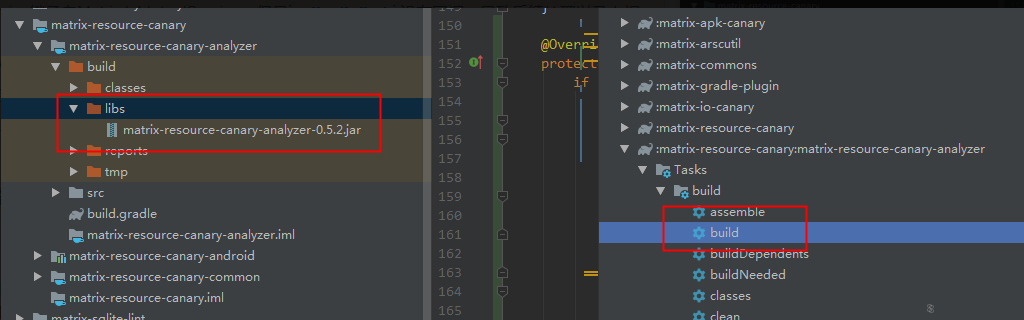 matrix-resource-canary
matrix-resource-canary-analyzer
build
classes
libs
matrix-resource-canary-analyzer-0.5.2.jar
reports
tmp
src
build.gradle
matrix-resource-canary-analyzer.iml
matrix-resource-canary-android
matrix-resource-canary-common
matrix-resource-canary.iml
matrix-sqlite-lint
149 }
150
151 @Overri
152 protect
153 if
154
155
156
157
158
159
160
161
162
163
164
165
:matrix-apk-canary
:matrix-arscutil
:matrix-commons
:matrix-gradle-plugin
:matrix-io-canary
:matrix-resource-canary
:matrix-resource-canary:matrix-resource-canary-analyzer
Tasks
build
assemble
build
buildDependents
buildNeeded
classes
clean